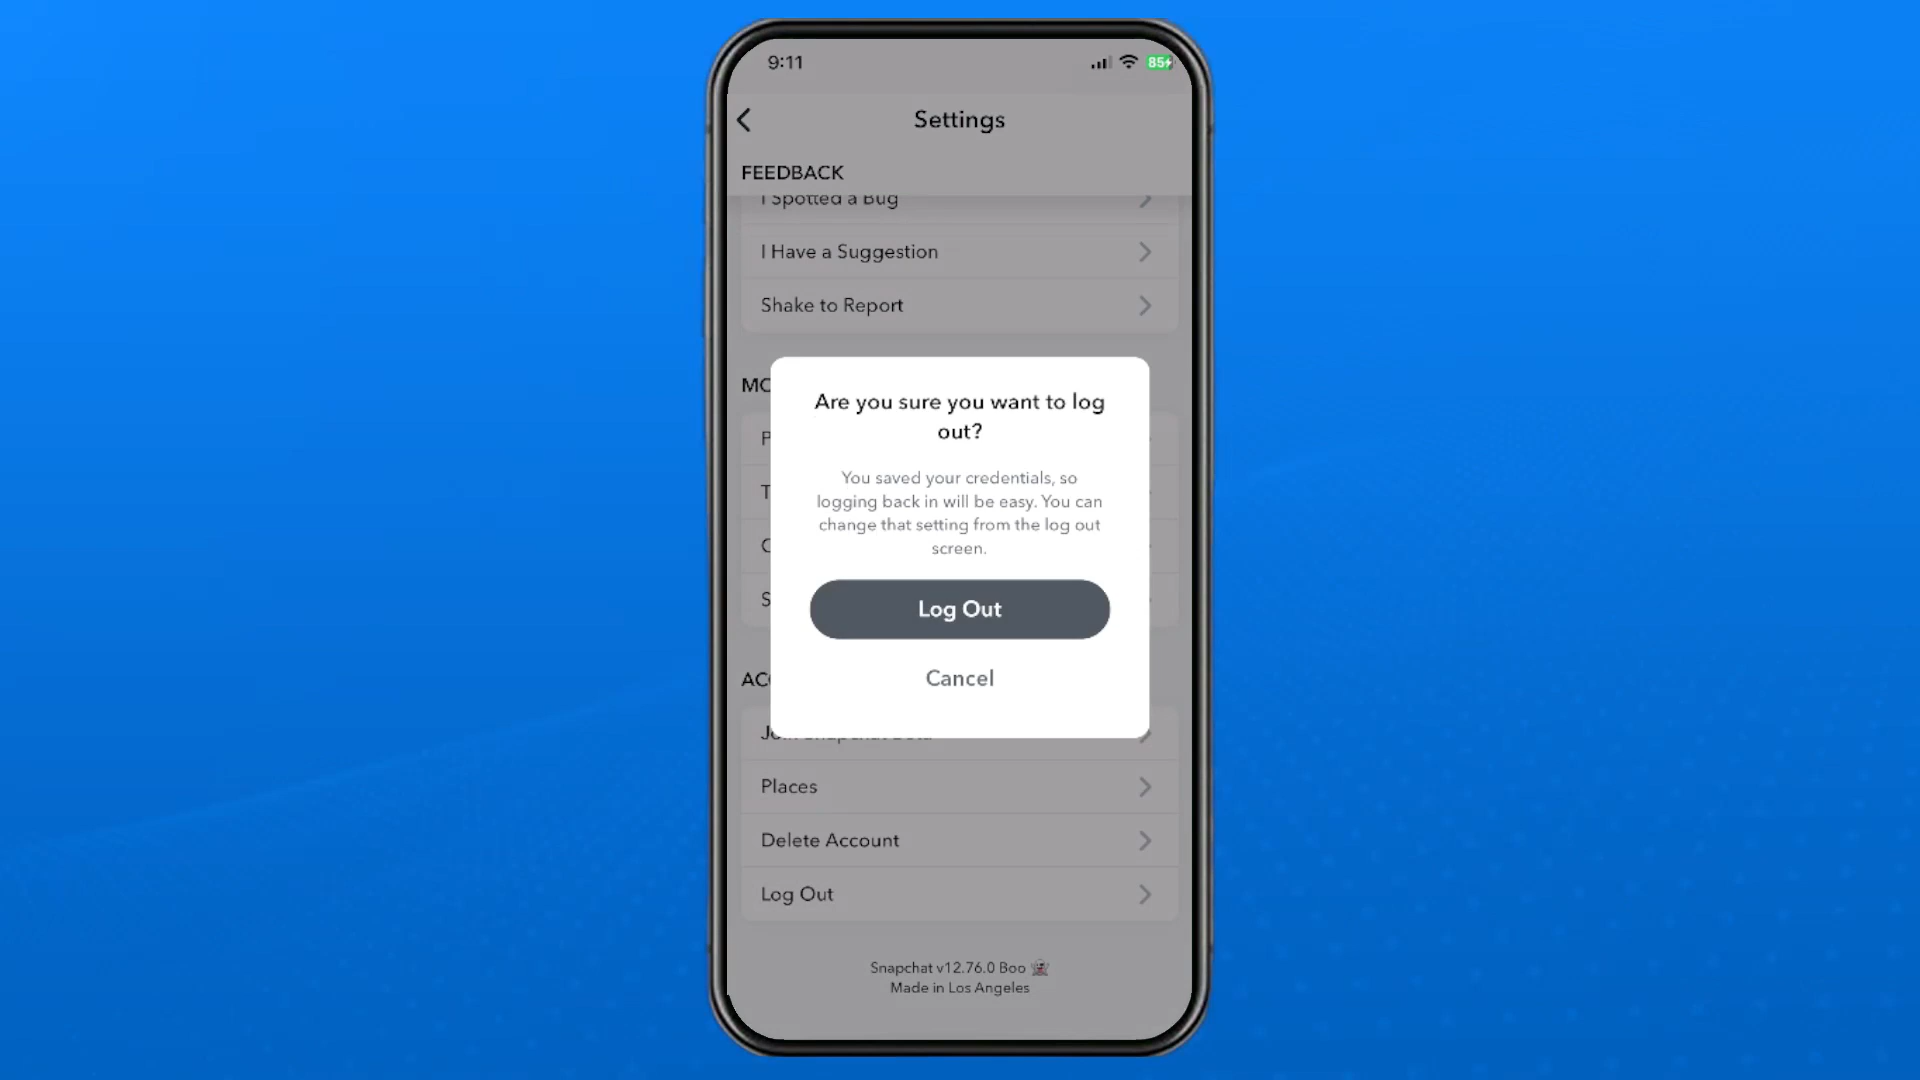 9:11
85
Settings
FEEDBACK
I Spotted a Bug
I Have a Suggestion
Shake to Report
MO
Are you sure you want to log
out?
You saved your credentials, so
logging back in will be easy. You can
change that setting from the log out
screen.
Log Out
Cancel
Places
Delete Account
Log Out
Snapchat v12.76.0 Boo 👻
Made in Los Angeles